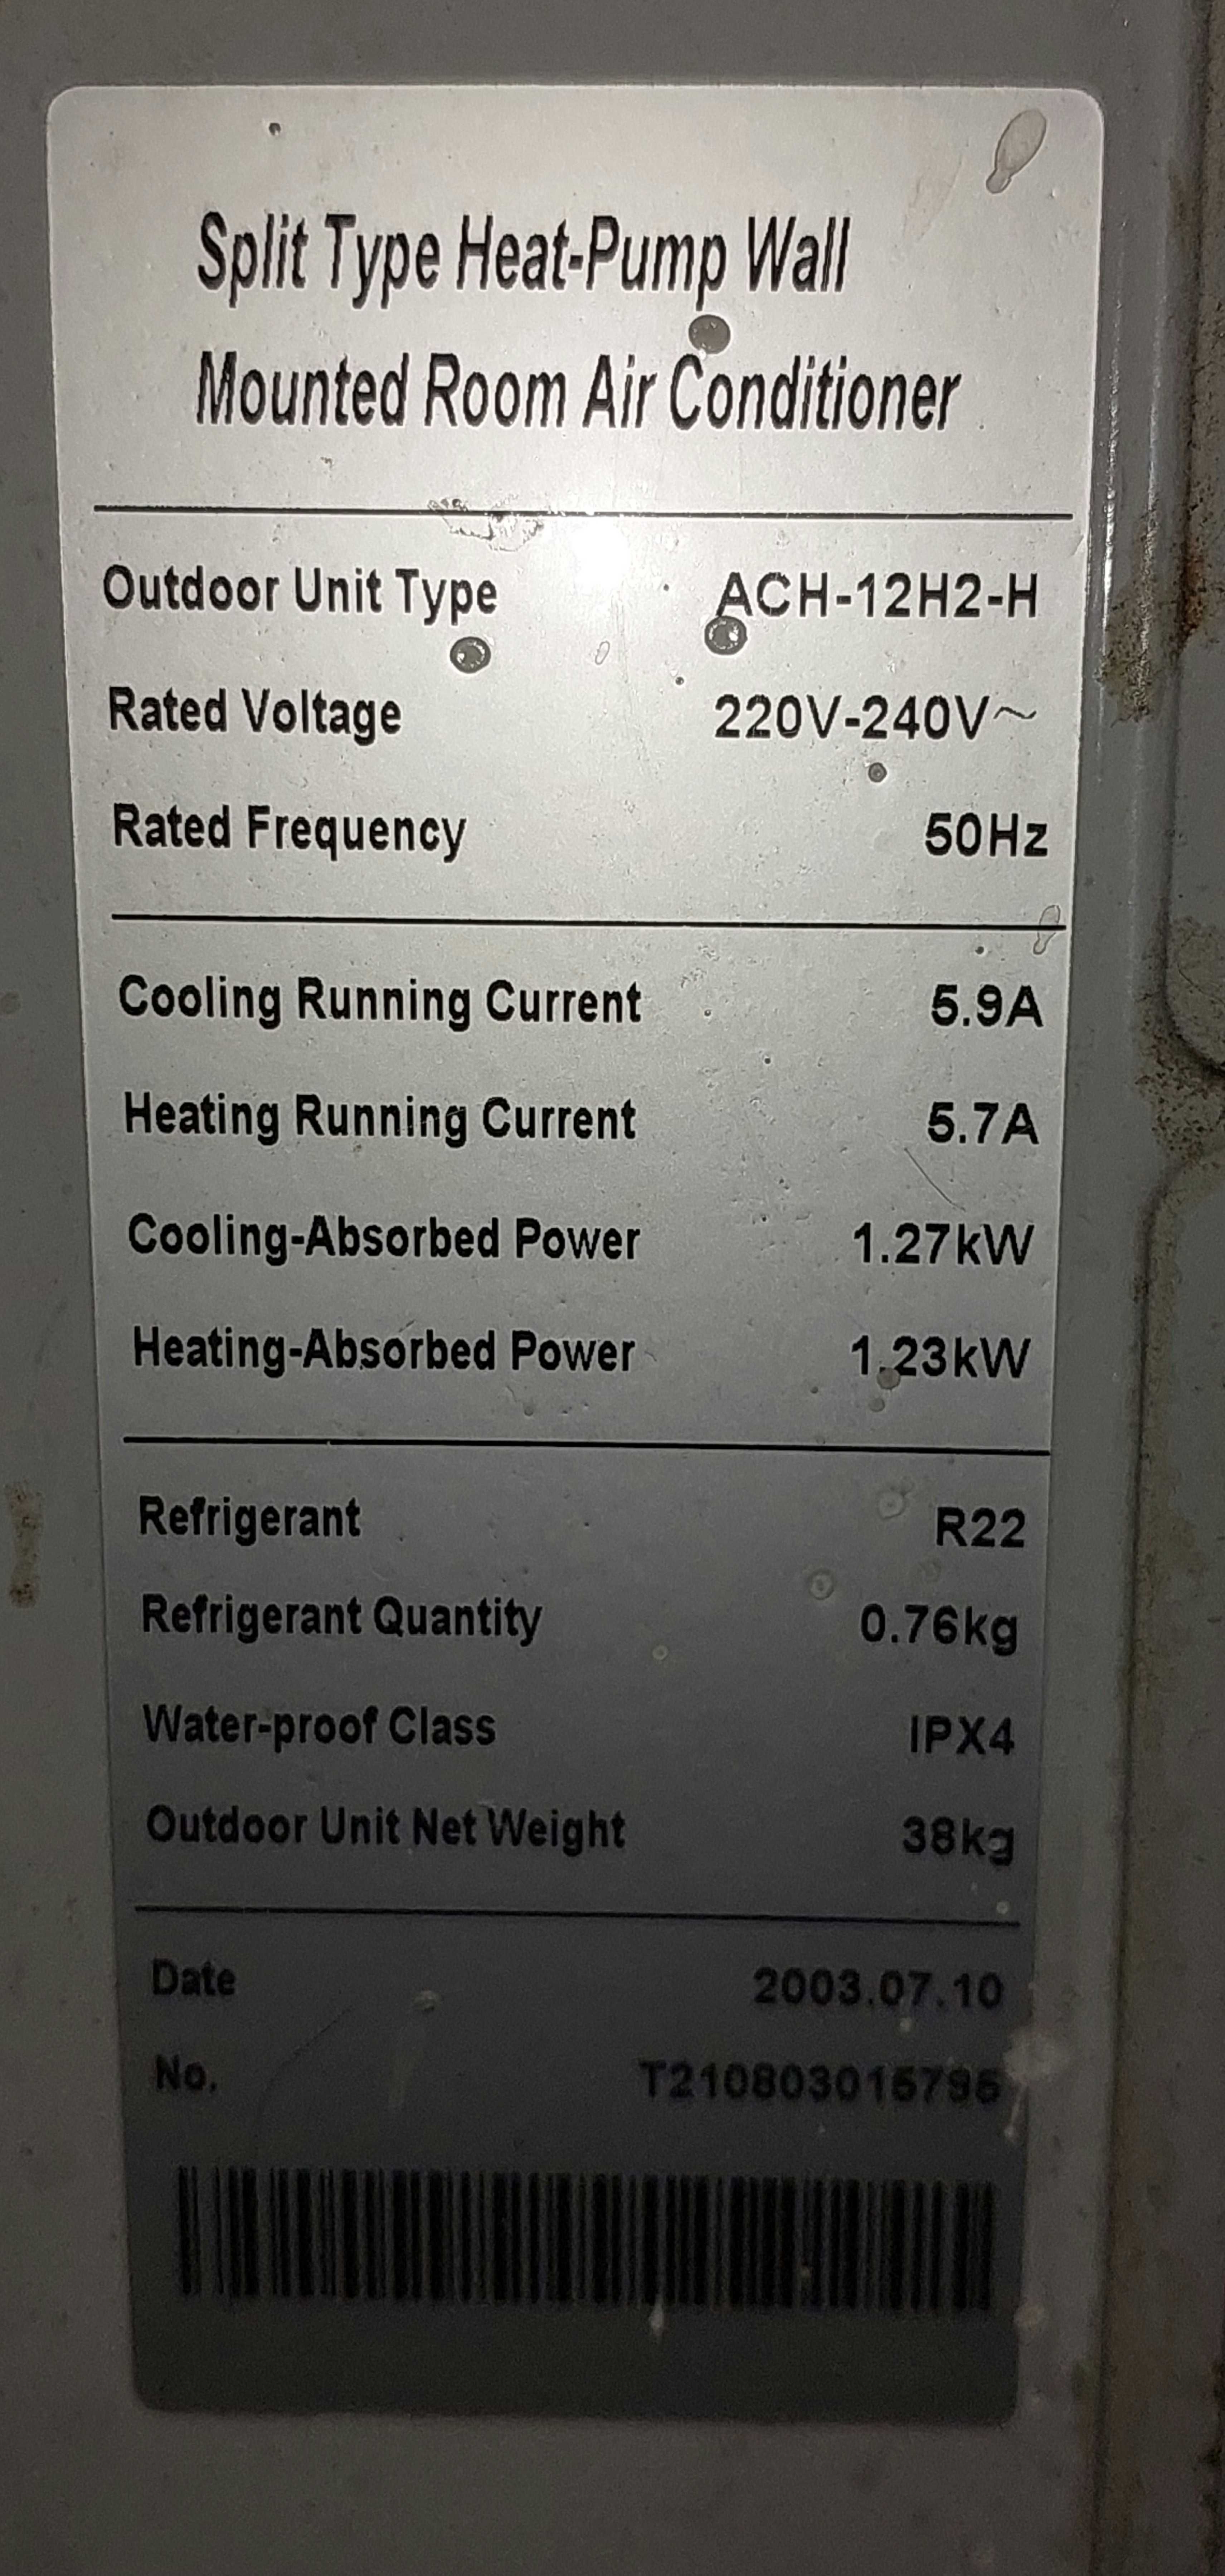 Split Type Heat-Pump Wall
Mounted Room Air Conditioner
Outdoor Unit Type ACH-12H2-H
Rated Voltage 220V-240V~
Rated Frequency 50Hz
Cooling Running Current 5.9A
Heating Running Current 5.7A
Cooling-Absorbed Power 1.27kW
Heating-Absorbed Power 1.23kW
Refrigerant R22
Refrigerant Quantity 0.76kg
Water-proof Class IPX4
Outdoor Unit Net Weight 38kg
Date 2003.07.10
No.